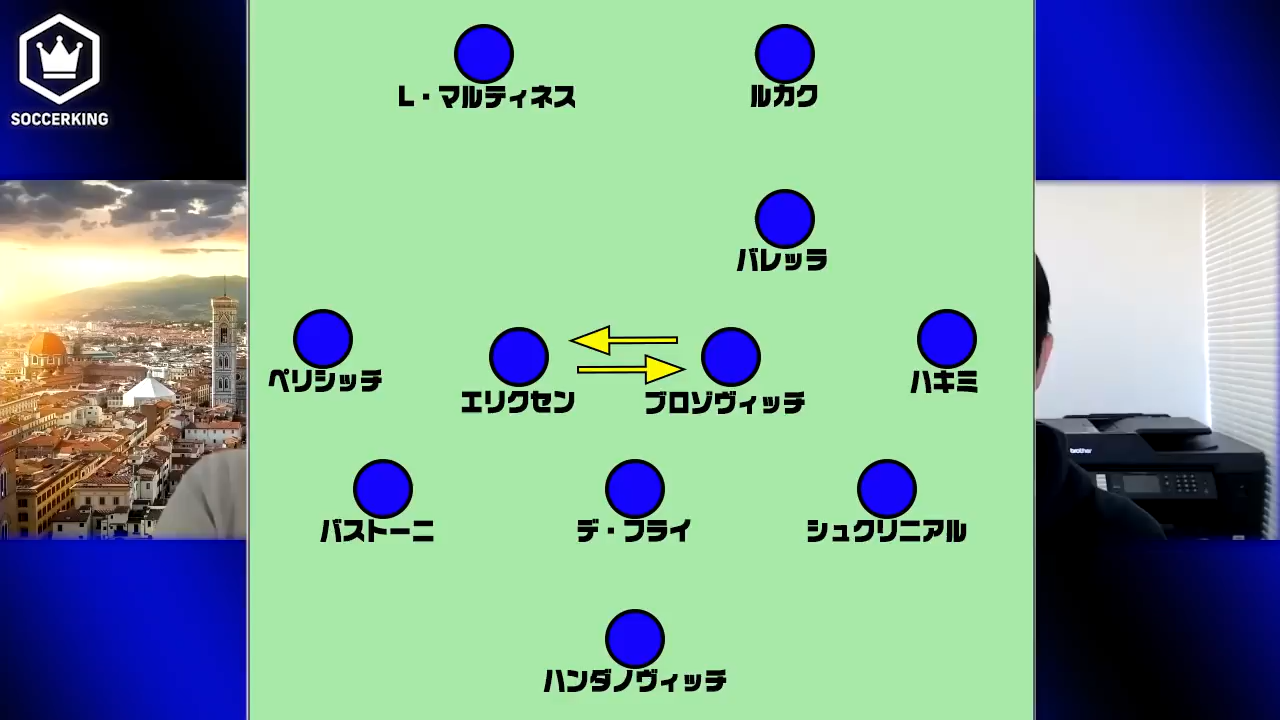 SOCCERKING
L・マルティネス
ルカク
バレッラ
ペリシッチ
エリクセン
ブロゾヴィッチ
ハキミ
バストーニ
デ・フライ
シュクリニアル
ハンダノヴィッチ
brother